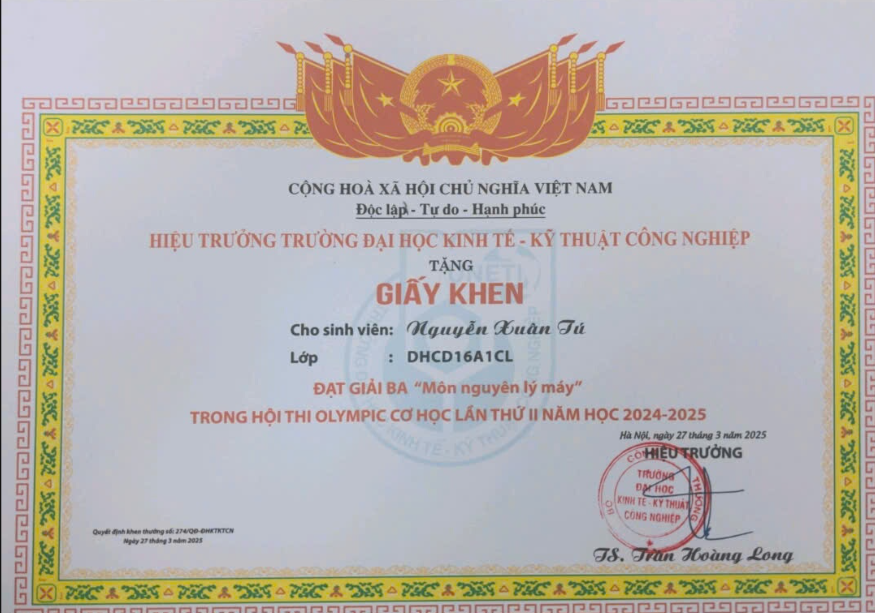 CỘNG HOÀ XÃ HỘI CHỦ NGHĨA VIỆT NAM
Độc lập - Tự do - Hạnh phúc
HIỆU TRƯỞNG TRƯỜNG ĐẠI HỌC KINH TẾ - KỸ THUẬT CÔNG NGHIỆP
TẶNG
UNETI
GIẤY KHEN
Cho sinh viên: Nguyễn Xuân Tú
Lớp : DHCD16A1CL
ĐẠT GIẢI BA “Môn nguyên lý máy”
TRONG HỘI THI OLYMPIC CƠ HỌC LẦN THỨ II NĂM HỌC 2024-2025
Hà Nội, ngày 27 tháng 3 năm 2025
HIỆU TRƯỞNG
BỘ CÔNG THƯƠNG
TRƯỜNG
ĐẠI HỌC
KINH TẾ - KỸ THUẬT
CÔNG NGHIỆP
TS. Trần Hoàng Long
Quyết định khen thưởng số: 274/QĐ-ĐHKTKTCN
Ngày 27 tháng 3 năm 2025